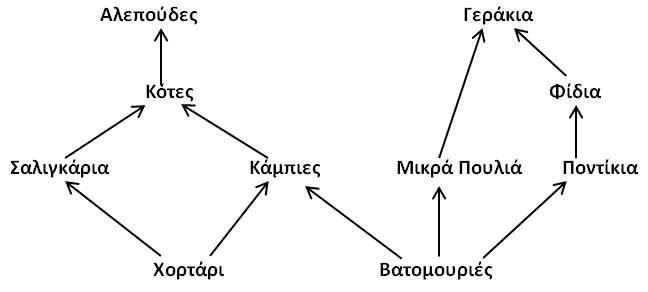 Αλεπούδες Γεράκια
Κότες Φίδια
Σαλιγκάρια Κάμπιες Μικρά Πουλιά Ποντίκια
Χορτάρι Βατομουριές